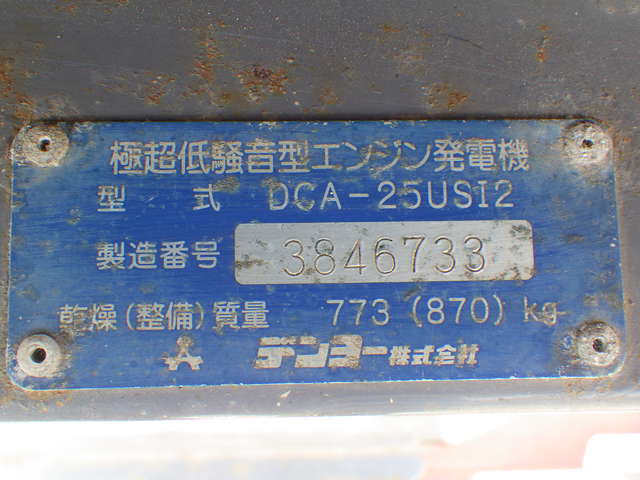 極超低騒音型エンジン発電機
型 式 DCA-25USI2
製造番号 3846733
乾燥(整備)質量 773 (870) kg
デンヨー株式会社